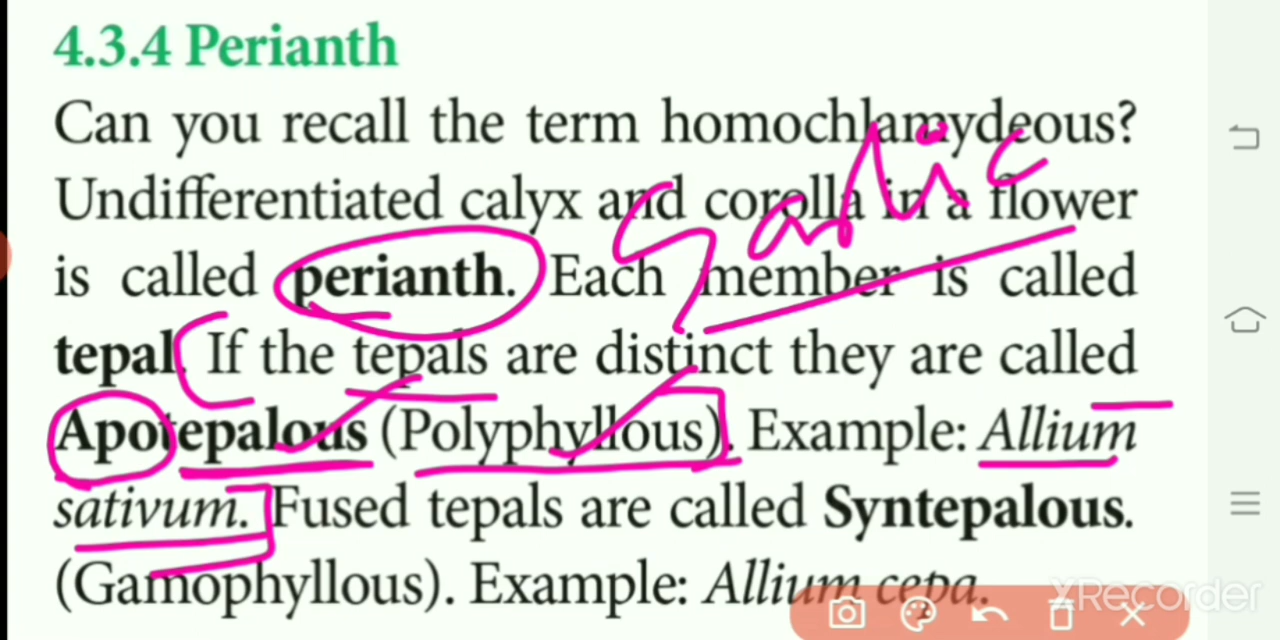 4.3.4 Perianth
Can you recall the term homochlamydeous?
Undifferentiated calyx and corolla in a flower
is called perianth. Each member is called
tepal. If the tepals are distinct they are called
Apotepalous (Polyphyllous). Example: Allium
sativum. Fused tepals are called Syntepalous.
(Gamophyllous). Example: Allium cepa.
Garlic
XRecorder